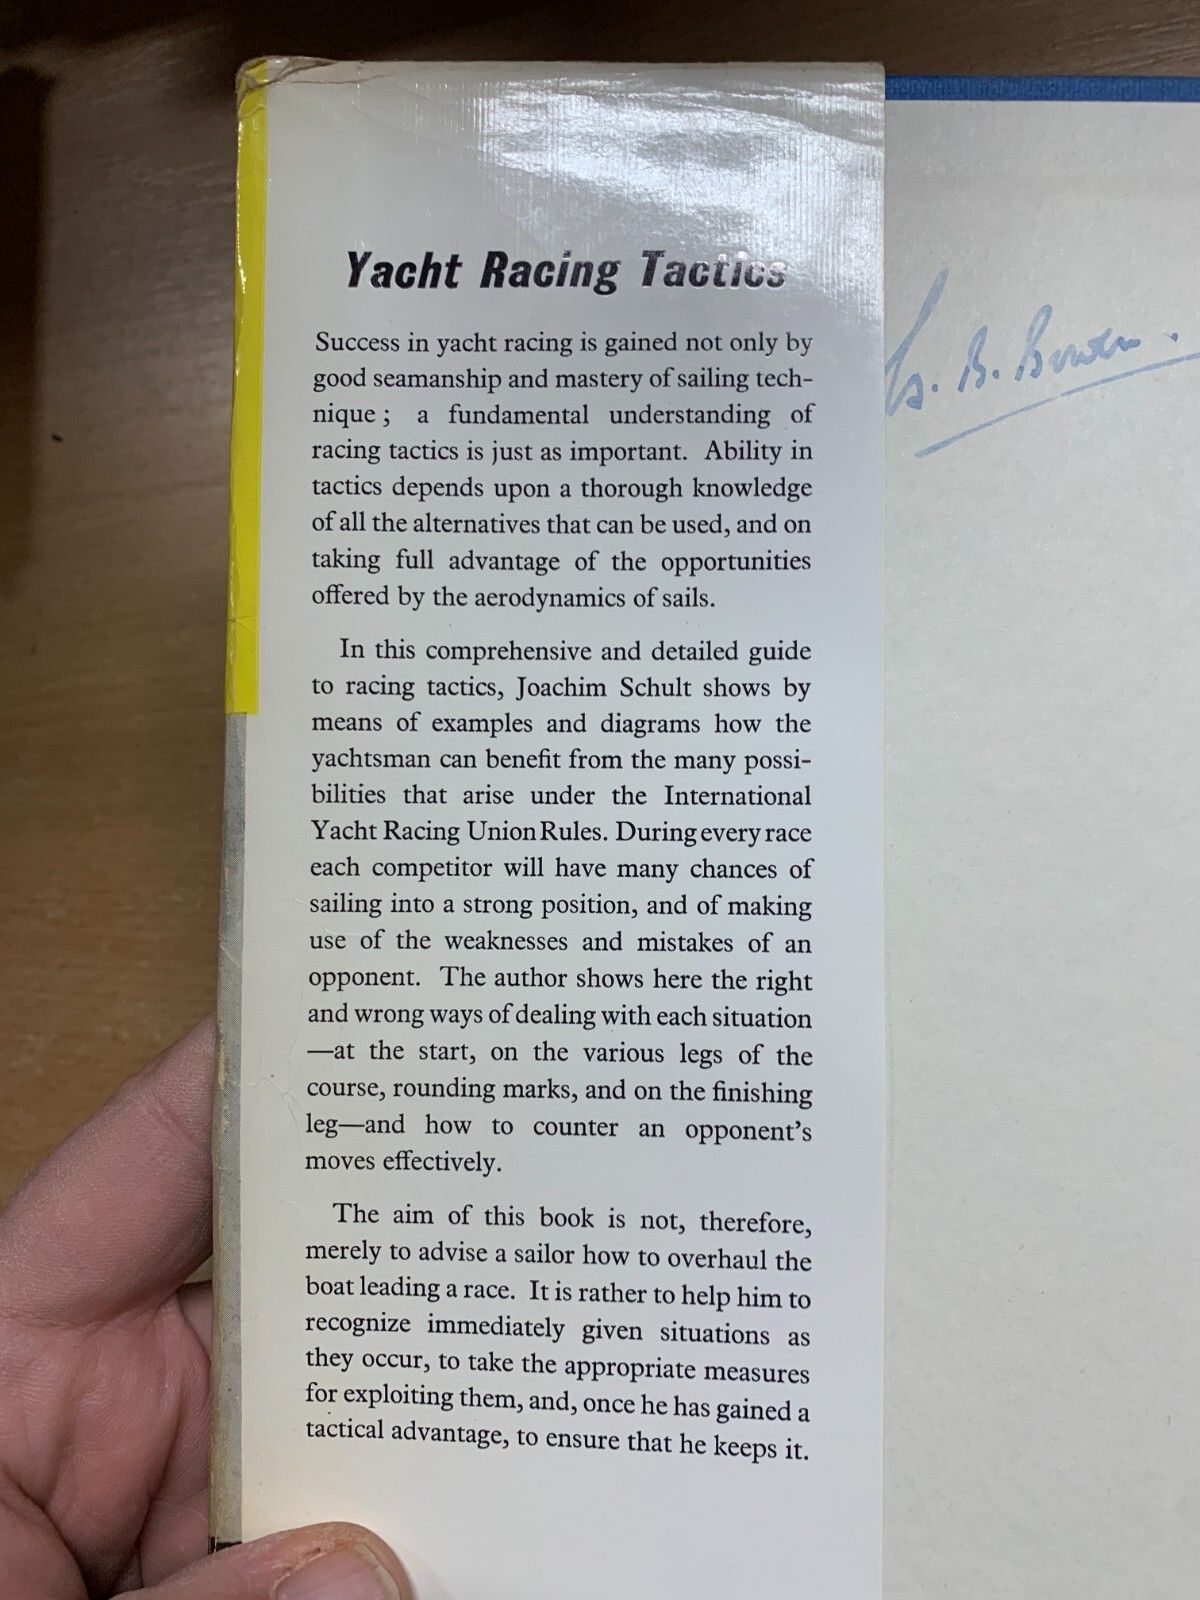 Yacht Racing Tactics
Success in yacht racing is gained not only by
good seamanship and mastery of sailing tech-
nique; a fundamental understanding of
racing tactics is just as important. Ability in
tactics depends upon a thorough knowledge
of all the alternatives that can be used, and on
taking full advantage of the opportunities
offered by the aerodynamics of sails.
In this comprehensive and detailed guide
to racing tactics, Joachim Schult shows by
means of examples and diagrams how the
yachtsman can benefit from the many possi-
bilities that arise under the International
Yacht Racing Union Rules. During every race
each competitor will have many chances of
sailing into a strong position, and of making
use of the weaknesses and mistakes of an
opponent. The author shows here the right
and wrong ways of dealing with each situation
—at the start, on the various legs of the
course, rounding marks, and on the finishing
leg—and how to counter an opponent's
moves effectively.
The aim of this book is not, therefore,
merely to advise a sailor how to overhaul the
boat leading a race. It is rather to help him to
recognize immediately given situations as
they occur, to take the appropriate measures
for exploiting them, and, once he has gained a
tactical advantage, to ensure that he keeps it.
B. Bowen.